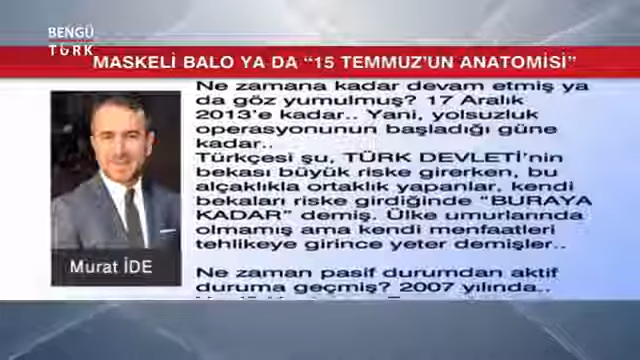 BENGÜ
TÜRK
MASKELİ BALO YA DA “15 TEMMUZ’UN ANATOMİSİ”
Ne zamana kadar devam etmiş ya
da göz yumulmuş? 17 Aralık
2013’e kadar.. Yani, yolsuzluk
operasyonunun başladığı güne
kadar..
Türkçesi şu, TÜRK DEVLETİ’nin
bekası büyük riske girerken, bu
alçaklıkla ortaklık yapanlar, kendi
bekaları riske girdiğinde “BURAYA
KADAR” demiş. Ülke umurlarında
olmamış ama kendi menfaatleri
tehlikeye girince yeter demişler..
Ne zaman pasif durumdan aktif
duruma geçmiş? 2007 yılında..
Murat İDE